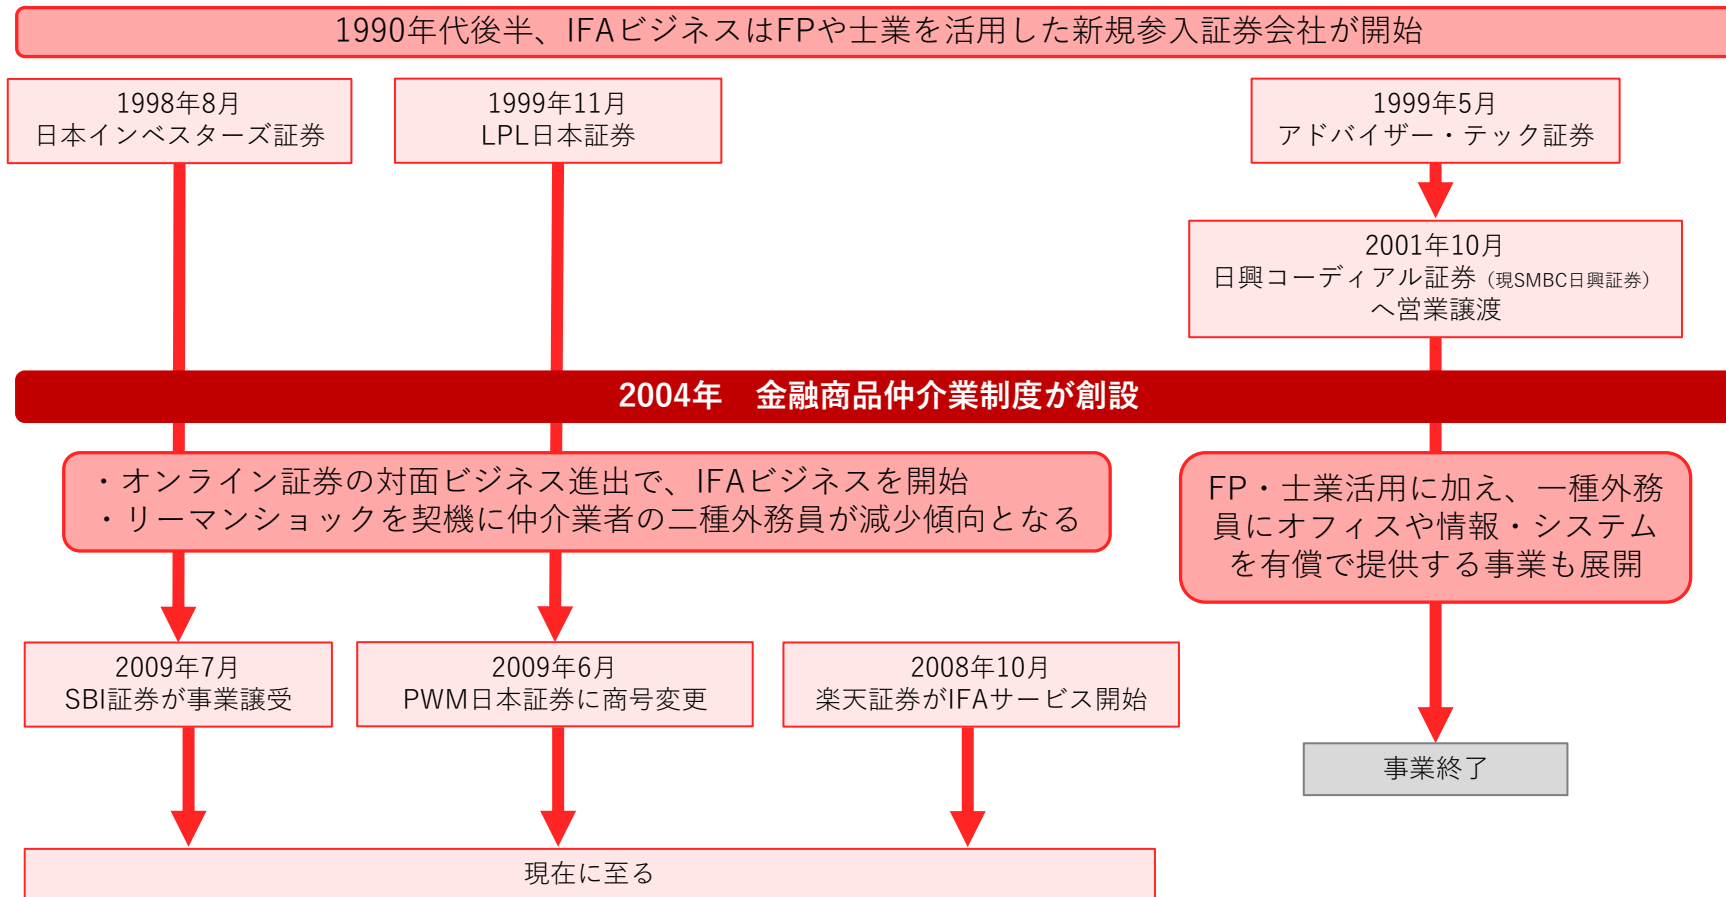 1990年代後半、IFAビジネスはFPや士業を活用した新規参入証券会社が開始
1998年8月
日本インベスターズ証券
1999年11月
LPL日本証券
1999年5月
アドバイザー・テック証券
2001年10月
日興コーディアル証券（現SMBC日興証券）
へ営業譲渡
2004年　金融商品仲介業制度が創設
・オンライン証券の対面ビジネス進出で、IFAビジネスを開始
・リーマンショックを契機に仲介業者の二種外務員が減少傾向となる
FP・士業活用に加え、一種外務
員にオフィスや情報・システム
を有償で提供する事業も展開
2009年7月
SBI証券が事業譲受
2009年6月
PWM日本証券に商号変更
2008年10月
楽天証券がIFAサービス開始
事業終了
現在に至る